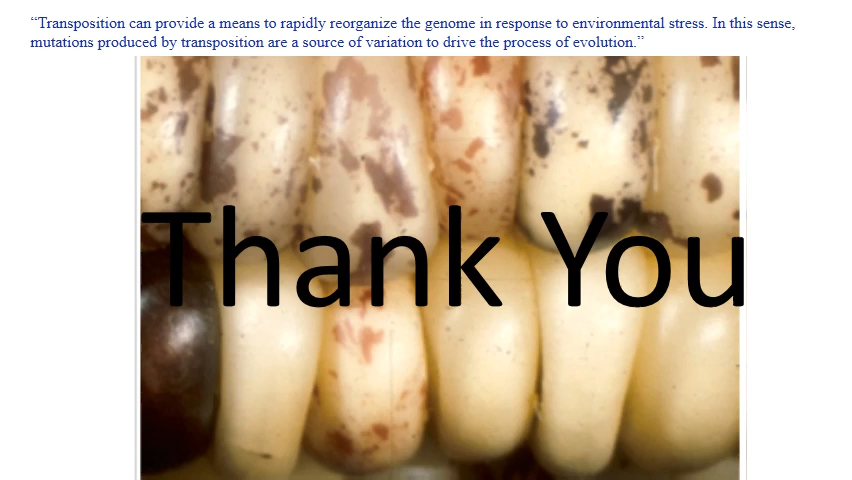 “Transposition can provide a means to rapidly reorganize the genome in response to environmental stress. In this sense,
mutations produced by transposition are a source of variation to drive the process of evolution.”
Thank You